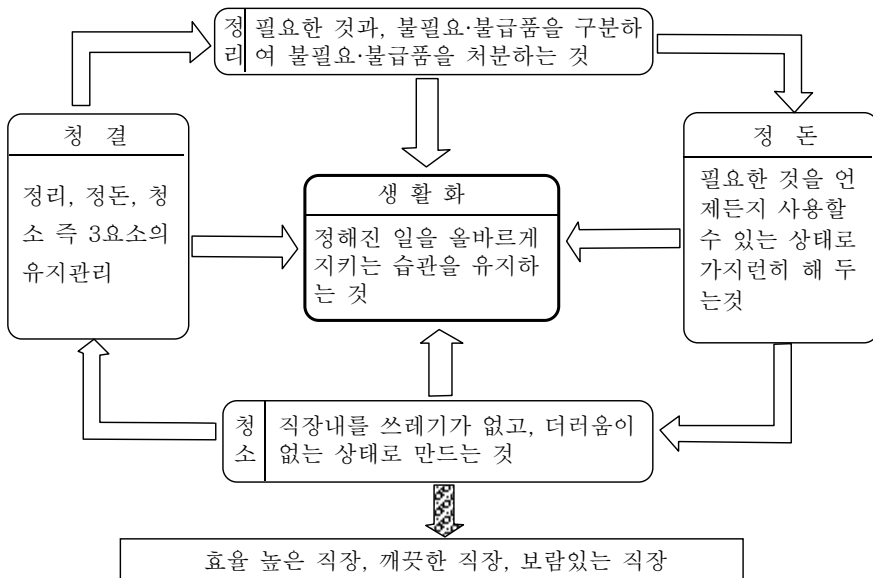 정리
필요한 것과, 불필요·불급품을 구분하
여 불필요·불급품을 처분하는 것
청 결
정리, 정돈, 청
소 즉 3요소의
유지관리
생 활 화
정해진 일을 올바르게
지키는 습관을 유지하
는 것
정 돈
필요한 것을 언
제든지 사용할
수 있는 상태로
가지런히 해 두
는것
청소
직장내를 쓰레기가 없고, 더러움이
없는 상태로 만드는 것
효율 높은 직장, 깨끗한 직장, 보람있는 직장